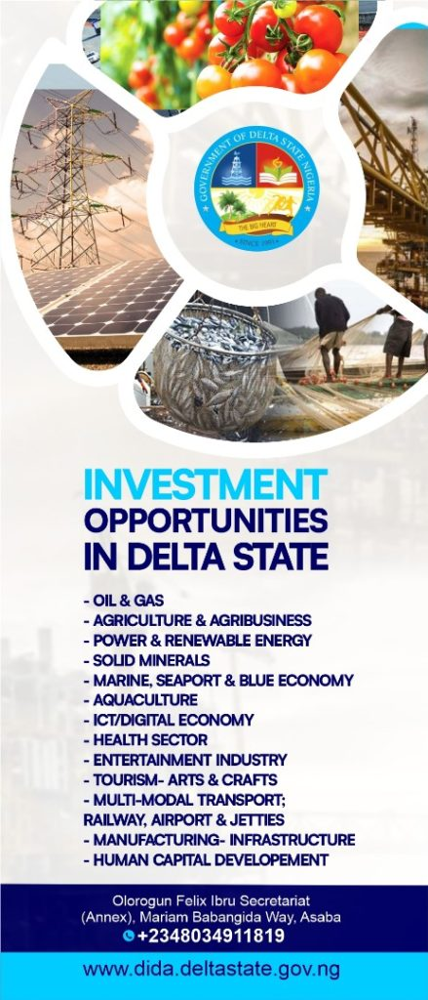 GOVERNMENT OF DELTA STATE NIGERIA
THE BIG HEART
SINCE 1991
INVESTMENT
OPPORTUNITIES
IN DELTA STATE
- OIL & GAS
- AGRICULTURE & AGRIBUSINESS
- POWER & RENEWABLE ENERGY
- SOLID MINERALS
- MARINE, SEAPORT & BLUE ECONOMY
- AQUACULTURE
- ICT/DIGITAL ECONOMY
- HEALTH SECTOR
- ENTERTAINMENT INDUSTRY
- TOURISM- ARTS & CRAFTS
- MULTI-MODAL TRANSPORT;
RAILWAY, AIRPORT & JETTIES
- MANUFACTURING- INFRASTRUCTURE
- HUMAN CAPITAL DEVELOPEMENT
Olorogun Felix Ibru Secretariat
(Annex), Mariam Babangida Way, Asaba
+2348034911819
www.dida.deltastate.gov.ng